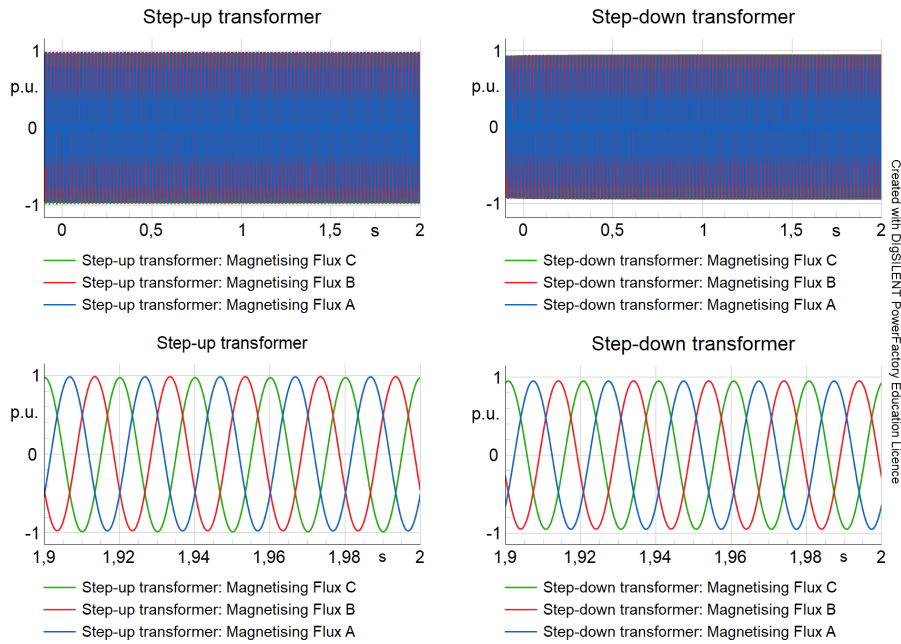 Step-up transformer
1
p.u.
0
-1
0 0,5 1 1,5 s 2
Step-up transformer: Magnetising Flux C
Step-up transformer: Magnetising Flux B
Step-up transformer: Magnetising Flux A
Step-down transformer
1
p.u.
0
-1
0 0,5 1 1,5 s 2
Step-down transformer: Magnetising Flux C
Step-down transformer: Magnetising Flux B
Step-down transformer: Magnetising Flux A
Step-up transformer
1
p.u.
0
-1
1,9 1,92 1,94 1,96 1,98 s 2
Step-up transformer: Magnetising Flux C
Step-up transformer: Magnetising Flux B
Step-up transformer: Magnetising Flux A
Step-down transformer
1
p.u.
0
-1
1,9 1,92 1,94 1,96 1,98 s 2
Step-down transformer: Magnetising Flux C
Step-down transformer: Magnetising Flux B
Step-down transformer: Magnetising Flux A
Created with DIgSILENT PowerFactory Education Licence